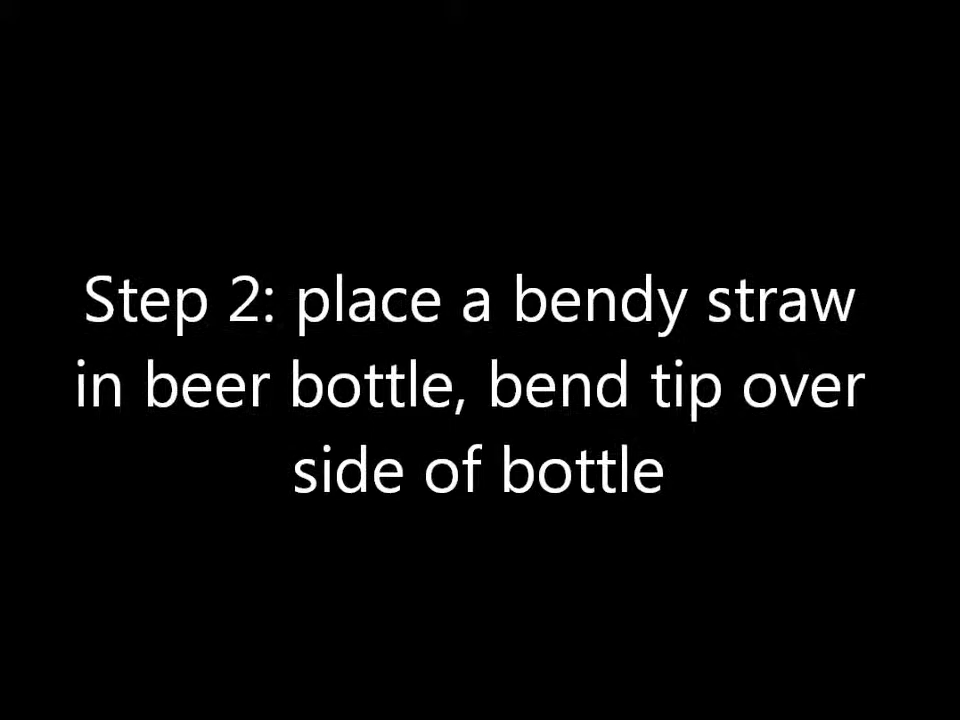 Step 2: place a bendy straw
in beer bottle, bend tip over
side of bottle